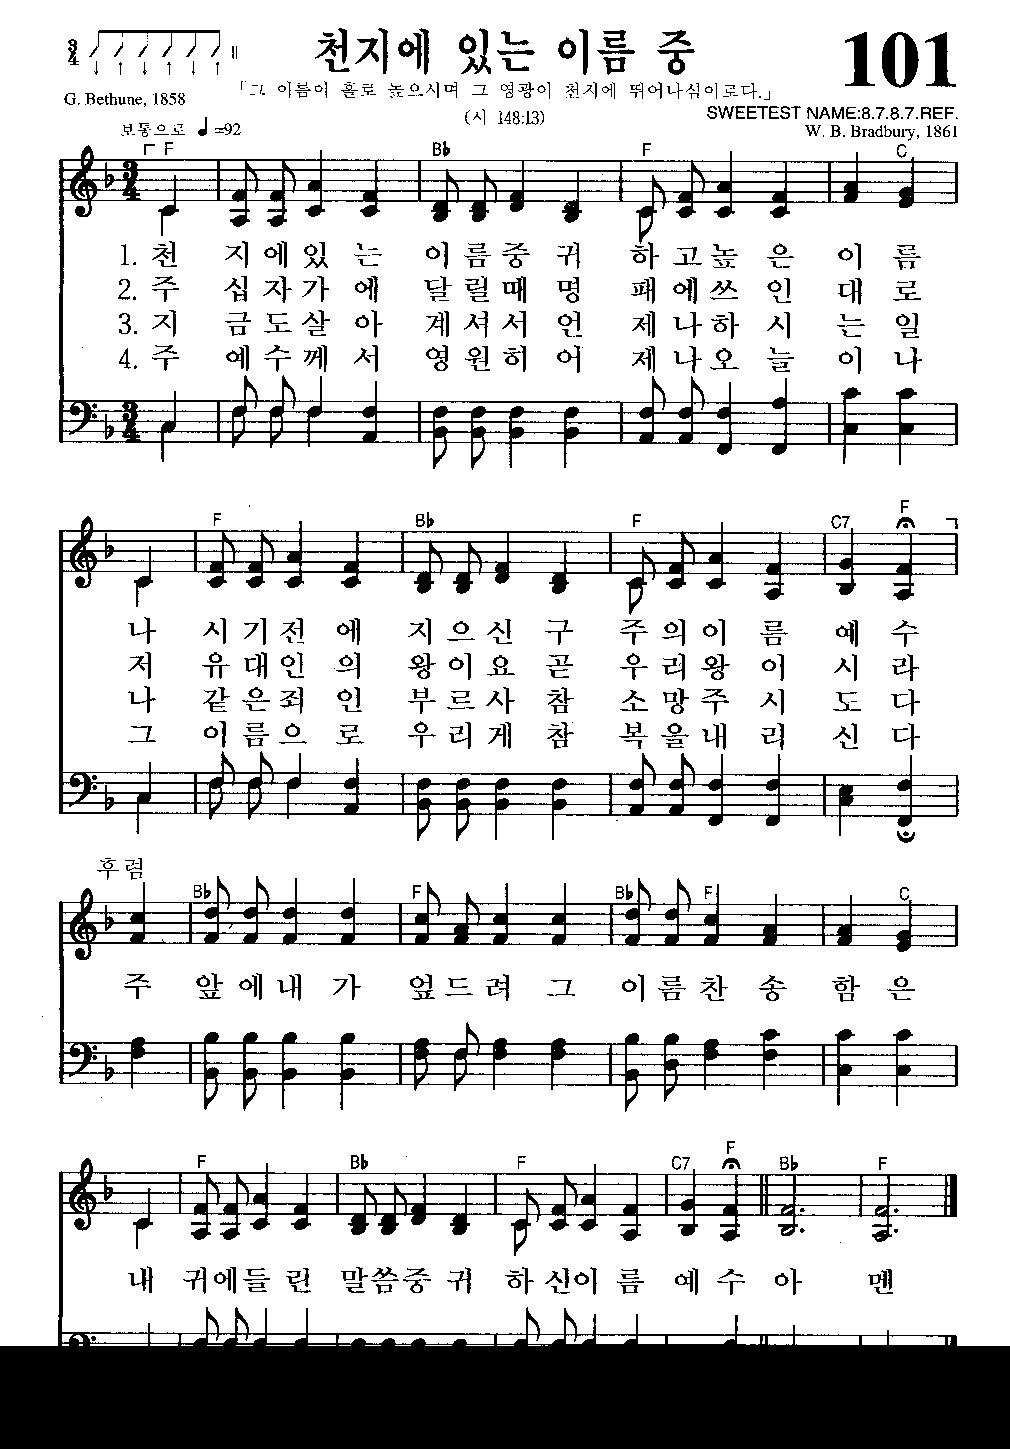 천지에 있는 이름 중
101
「그 이름이 홀로 높으시며 그 영광이 천지에 뛰어나심이로다.」
G. Bethune, 1858
(시 148:13)
SWEETEST NAME:8.7.8.7.REF.
W. B. Bradbury, 1861
보통으로 ♩=92
F B♭ F C
1. 천 지에있는 이름중귀 하고높은 이름
2. 주 십자가에 달릴때명 패에쓰인 대로
3. 지 금도살아 계셔서언 제나하시 는일
4. 주 예수께서 영원히어 제나오늘 이나
F B♭ F C7 F
나 시기전에 지으신구 주의이름 예수
저 유대인의 왕이요곧 우리왕이 시라
나 같은죄인 부르사참 소망주시 도다
그 이름으로 우리게참 복을내리 신다
후렴
B♭ F B♭ F C
주 앞에내가 엎드려그 이름찬송 함은
F B♭ F C7 F B♭ F
내 귀에들린 말씀중귀 하신이름 예수 아 멘